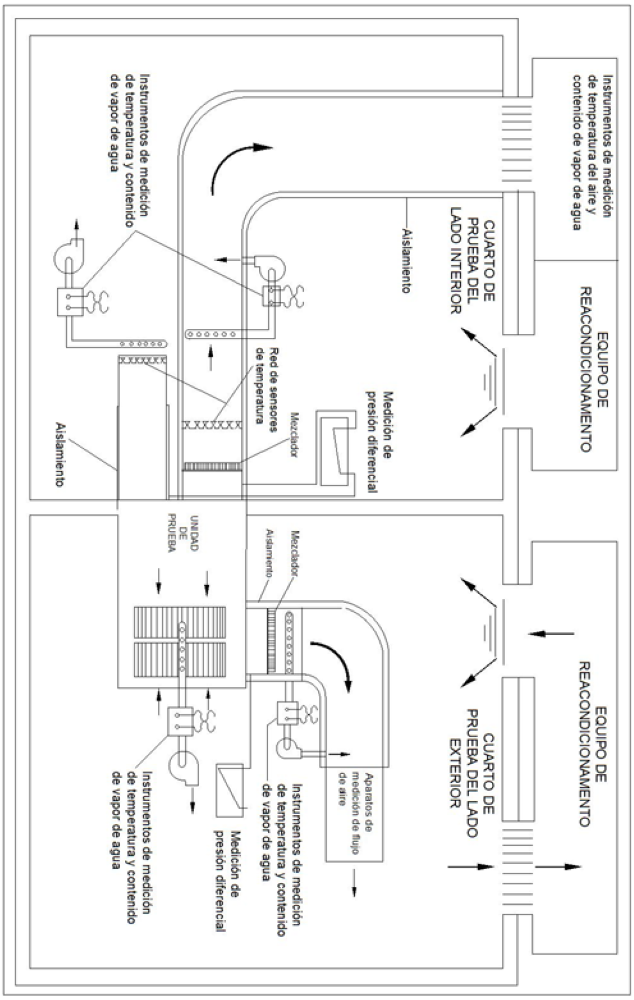 Instrumentos de medición
de temperatura del aire y
contenido de vapor de agua
EQUIPO DE
REACONDICIONAMENTO
EQUIPO DE
REACONDICIONAMENTO
CUARTO DE
PRUEBA DEL
LADO INTERIOR
CUARTO DE
PRUEBA DEL LADO
EXTERIOR
Aislamiento
Medición de
presión diferencial
Aparatos de
medición de flujo
de aire
Mezclador
Red de sensores
de temperatura
Mezclador
Aislamiento
Instrumentos de medición
de temperatura y contenido
de vapor de agua
Medición de
presión diferencial
UNIDAD
DE
PRUEBA
Instrumentos de medición
de temperatura y contenido
de vapor de agua
Instrumentos de medición
de temperatura y contenido
de vapor de agua
Aislamiento